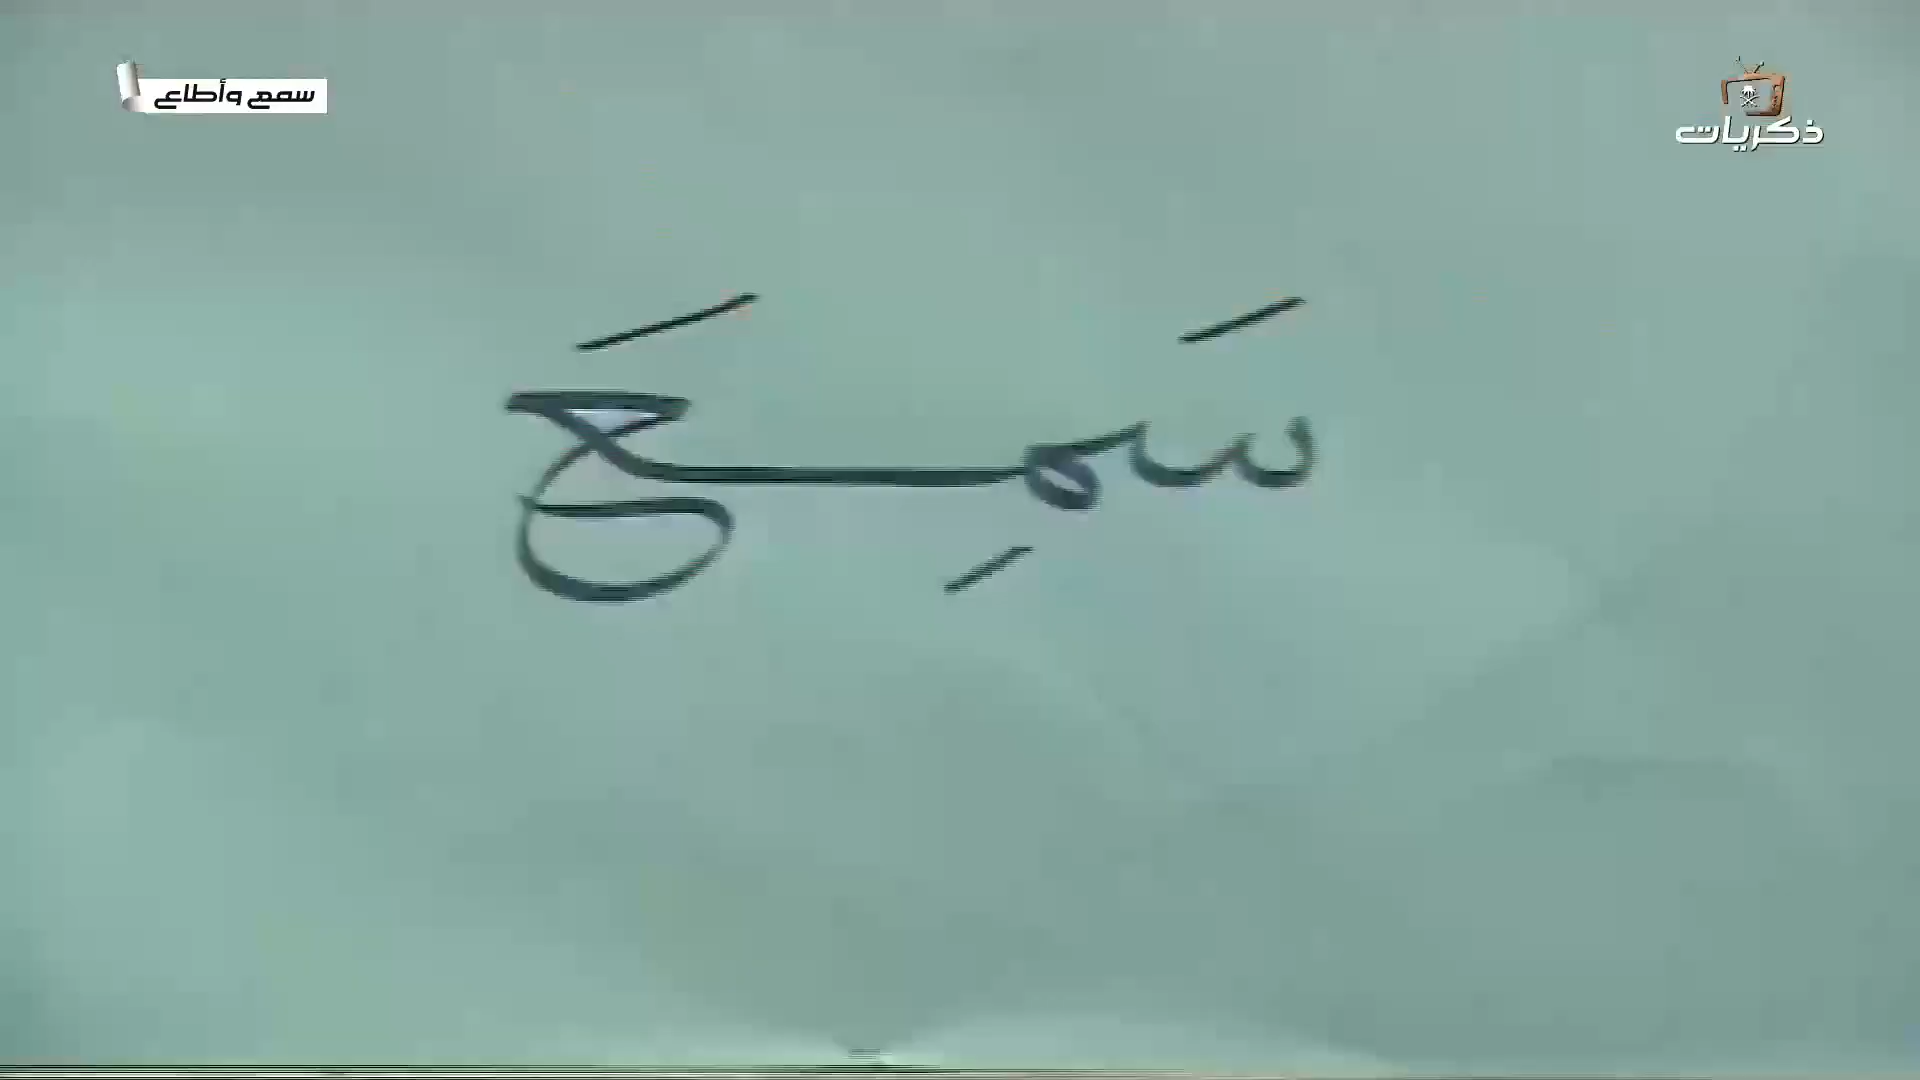 سمع وأطاع
ذكريات
سَمِعَ